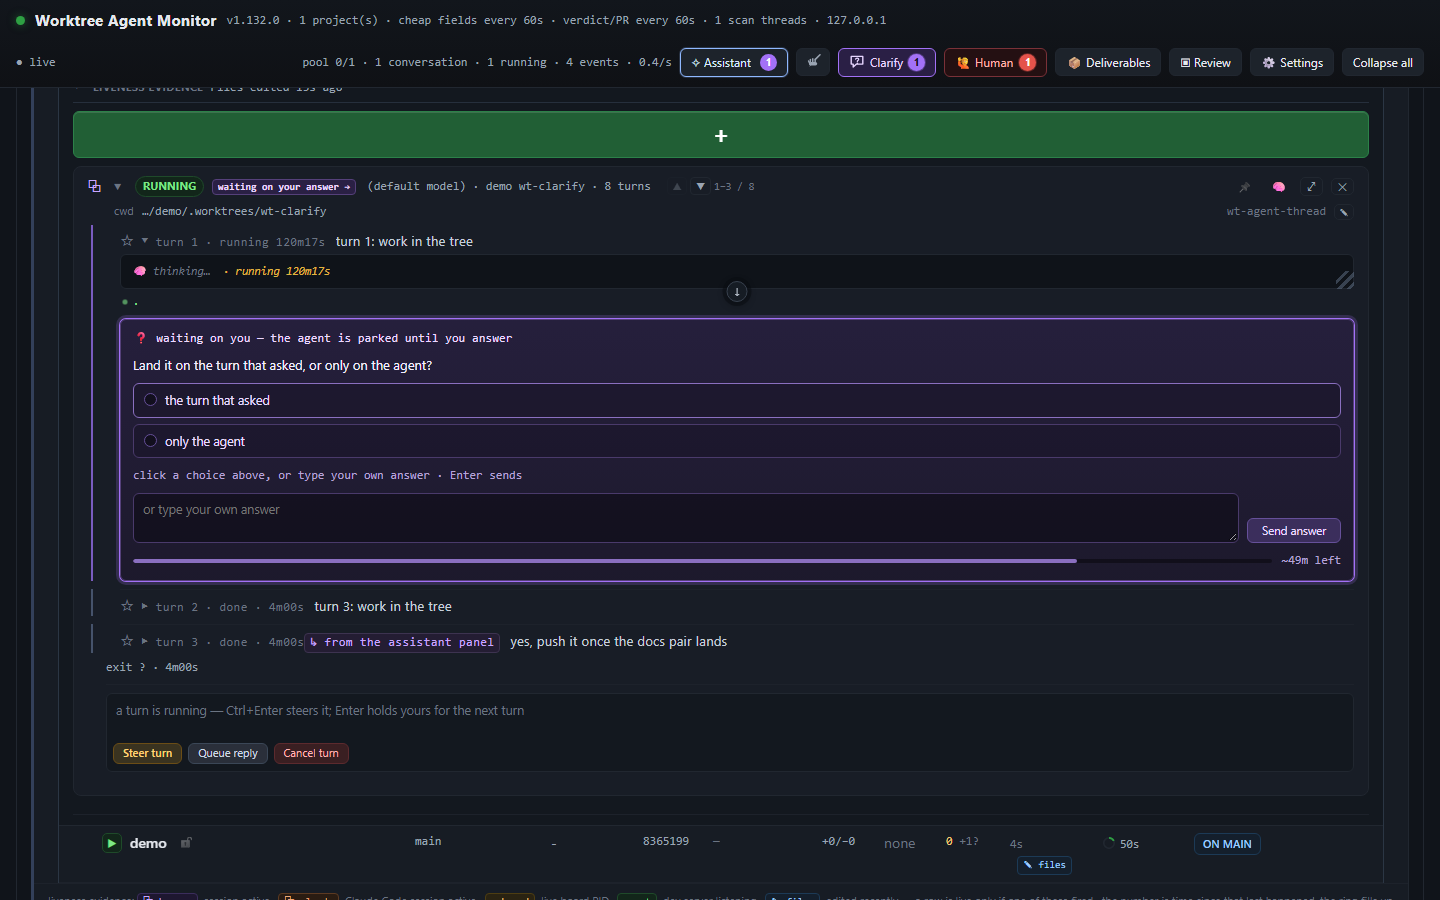 Worktree Agent Monitor v1.132.0 · 1 project(s) · cheap fields every 60s · verdict/PR every 60s · 1 scan threads · 127.0.0.1
● live pool 0/1 · 1 conversation · 1 running · 4 events · 0.4/s ✧ Assistant 1 Clarify 1 Human 1 Deliverables Review Settings Collapse all
LIVENESS EVIDENCE Files edited 15s ago
+
▼ RUNNING waiting on your answer → (default model) · demo wt-clarify · 8 turns ▲ ▼ 1–3 / 8
cwd …/demo/.worktrees/wt-clarify wt-agent-thread
☆ ▼ turn 1 · running 120m17s turn 1: work in the tree
thinking… · running 120m17s
↓
● .
❓ waiting on you — the agent is parked until you answer
Land it on the turn that asked, or only on the agent?
the turn that asked
only the agent
click a choice above, or type your own answer · Enter sends
or type your own answer
Send answer
~49m left
☆ ▶ turn 2 · done · 4m00s turn 3: work in the tree
☆ ▶ turn 3 · done · 4m00s ↳ from the assistant panel yes, push it once the docs pair lands
exit ? · 4m00s
a turn is running — Ctrl+Enter steers it; Enter holds yours for the next turn
Steer turn Queue reply Cancel turn
▶ demo main - 8365199 — +0/−0 none 0 +1? 4s 50s ON MAIN
files